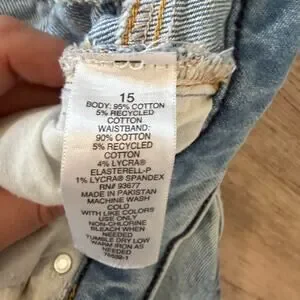 15
BODY: 95% COTTON
5% RECYCLED
COTTON
WAISTBAND:
90% COTTON
5% RECYCLED
COTTON
4% LYCRA®
ELASTERELL-P
1% LYCRA® SPANDEX
RN# 93677
MADE IN PAKISTAN
MACHINE WASH
COLD
WITH LIKE COLORS
USE ONLY
NON-CHLORINE
BLEACH WHEN
NEEDED
TUMBLE DRY LOW
WARM IRON AS
NEEDED